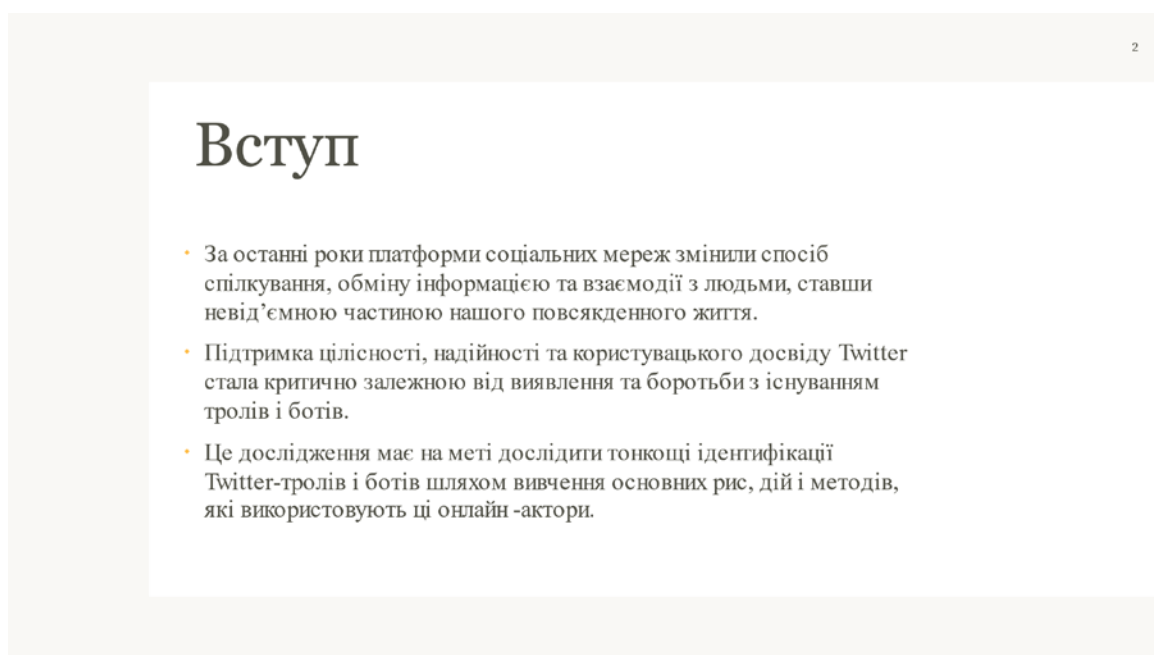 2
Вступ
За останні роки платформи соціальних мереж змінили спосіб
спілкування, обміну інформацією та взаємодії з людьми, ставши
невід’ємною частиною нашого повсякденного життя.
Підтримка цілісності, надійності та користувацького досвіду Twitter
стала критично залежною від виявлення та боротьби з існуванням
тролів і ботів.
Це дослідження має на меті дослідити тонкощі ідентифікації
Twitter-тролів і ботів шляхом вивчення основних рис, дій і методів,
які використовують ці онлайн -актори.